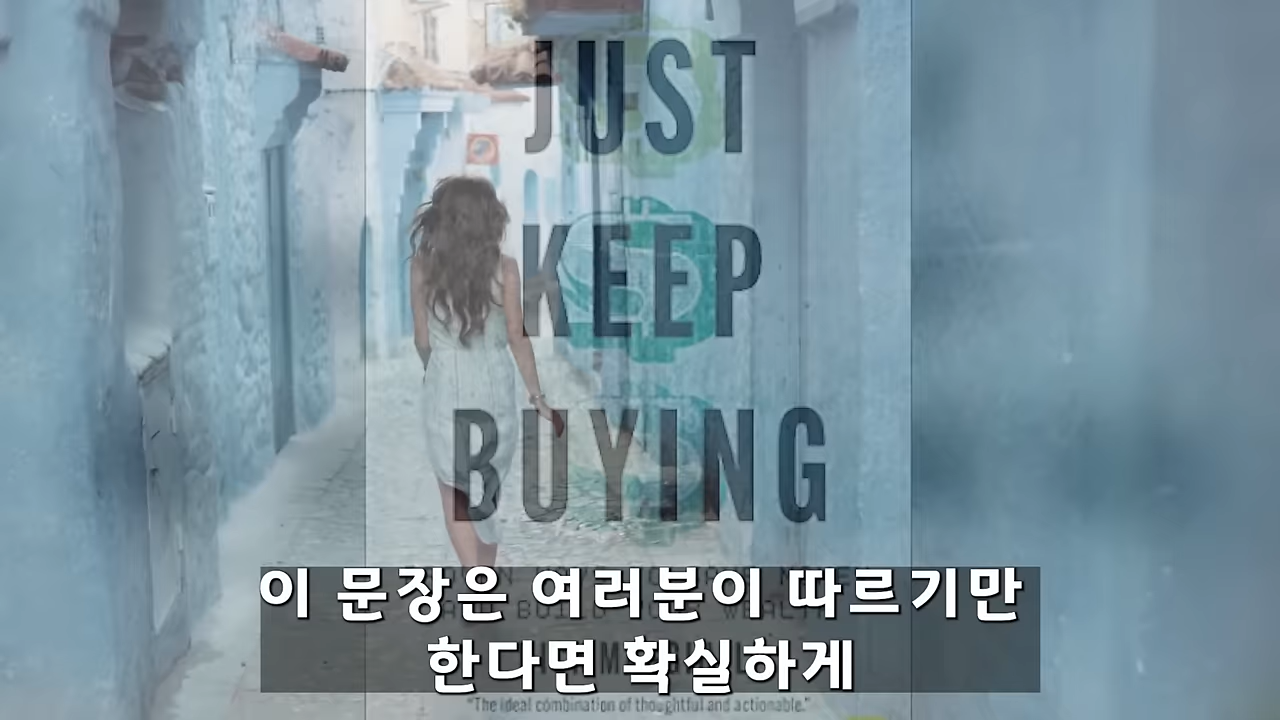 JUST
KEEP
BUYING
이 문장은 여러분이 따르기만
한다면 확실하게
"The ideal combination of thoughtful and actionable."